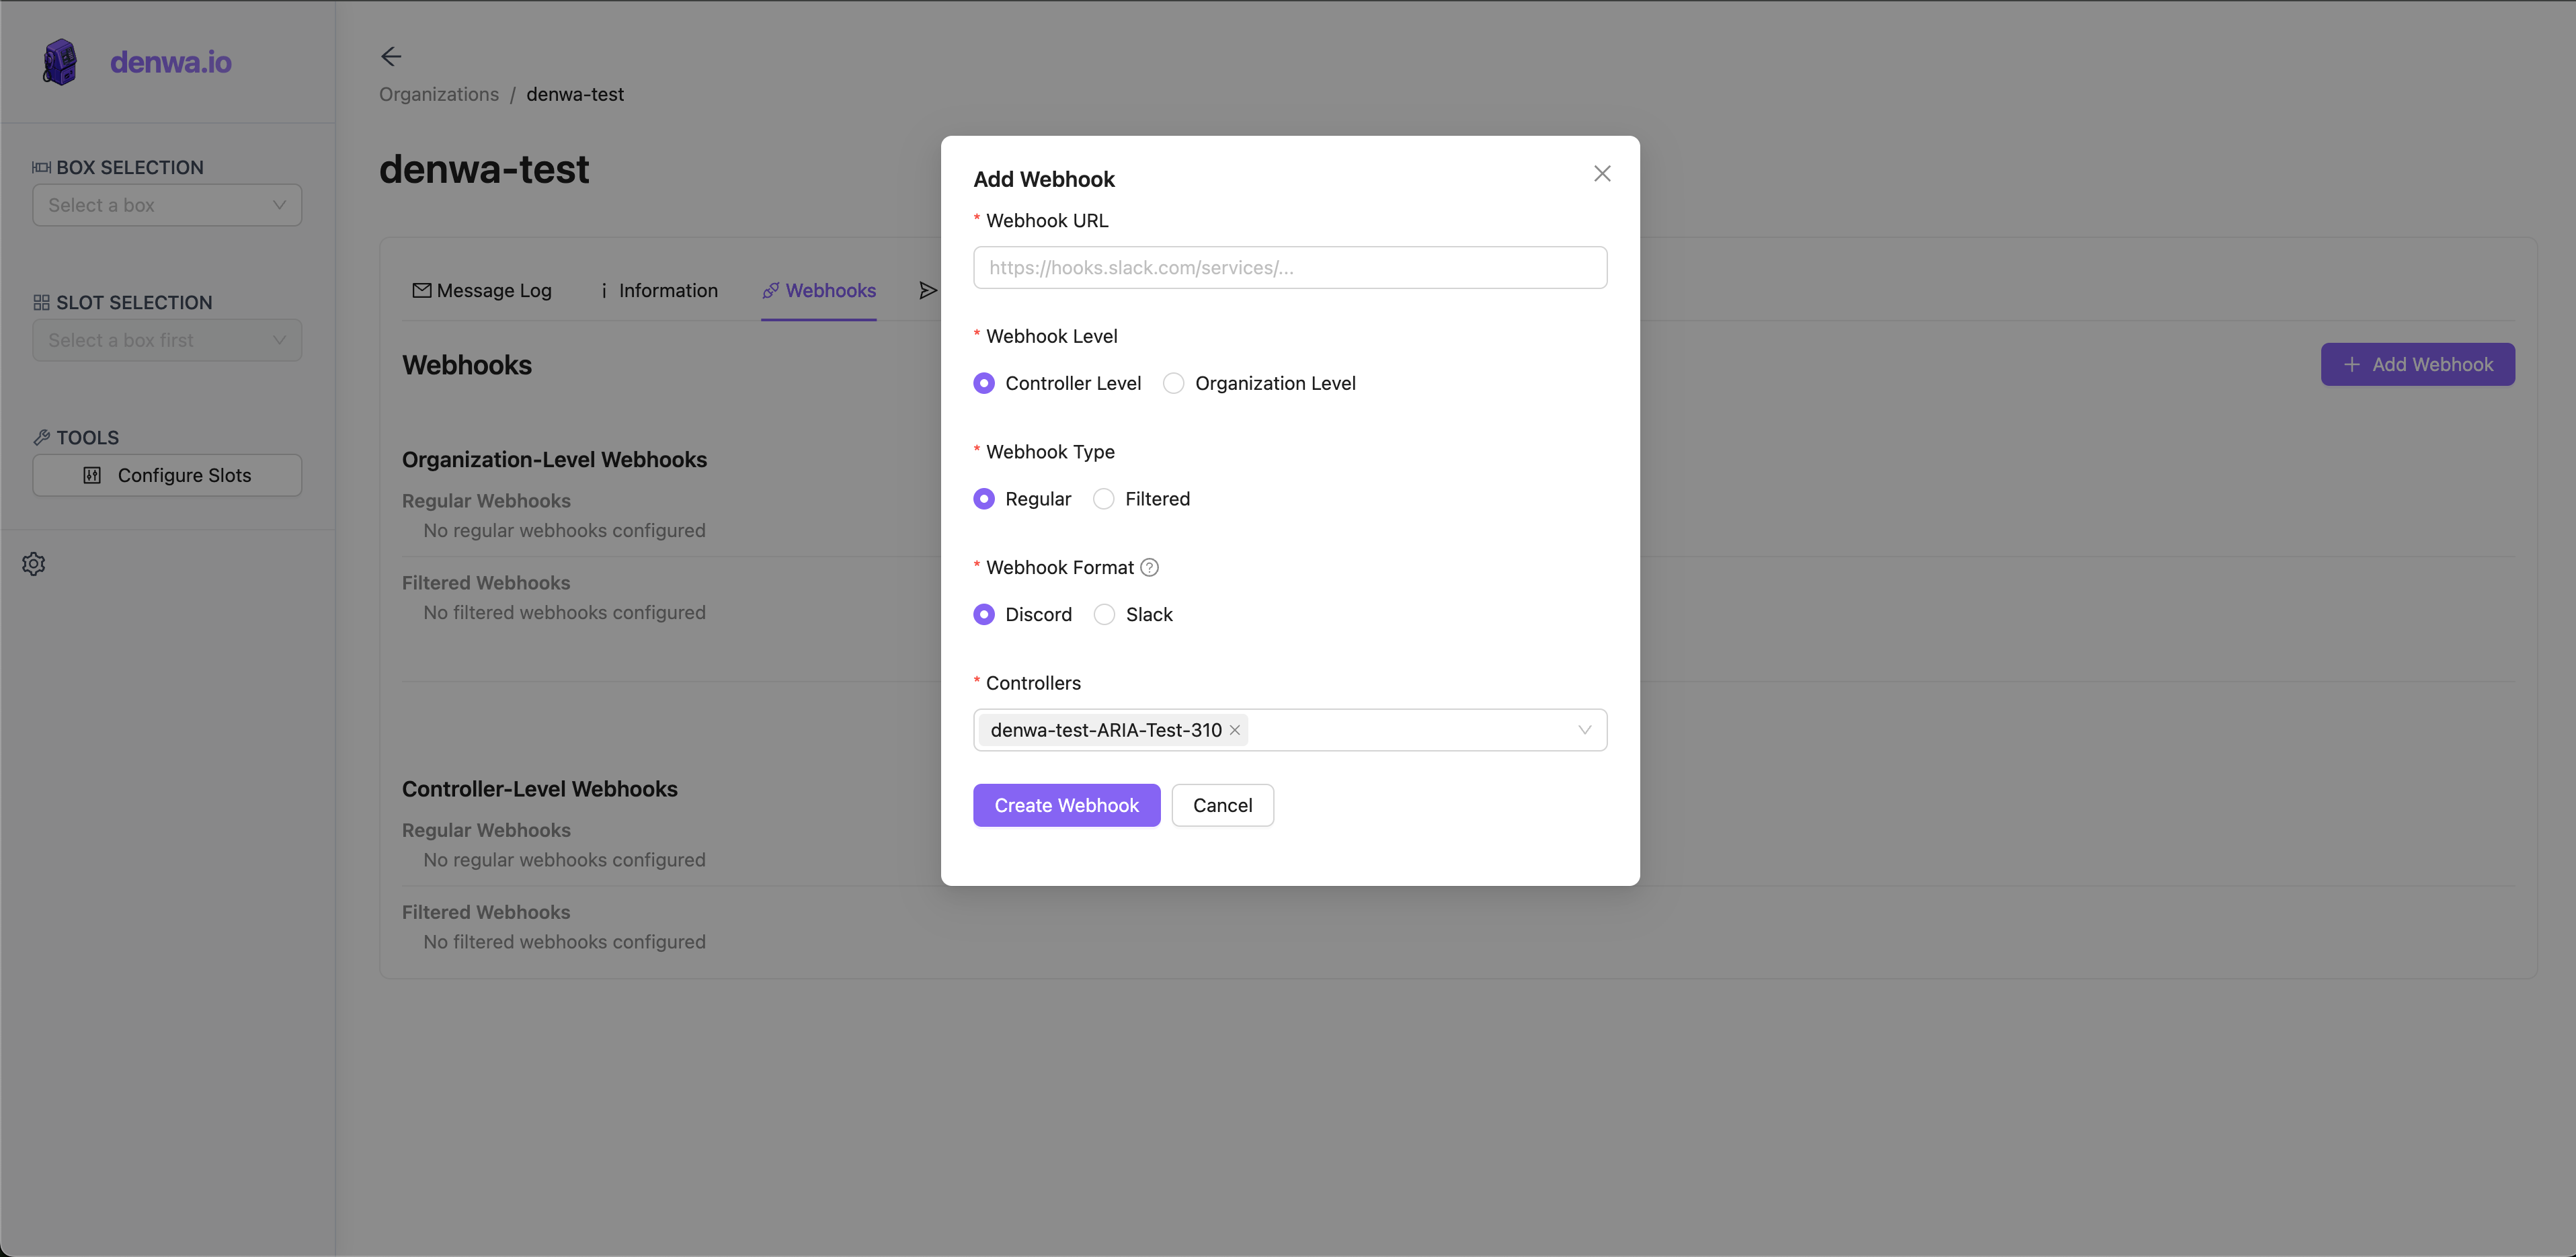 denwa.io
BOX SELECTION
Select a box
SLOT SELECTION
Select a box first
TOOLS
Configure Slots
Organizations / denwa-test
denwa-test
Message Log
Information
Webhooks
Webhooks
Add Webhook
Organization-Level Webhooks
Regular Webhooks
No regular webhooks configured
Filtered Webhooks
No filtered webhooks configured
Controller-Level Webhooks
Regular Webhooks
No regular webhooks configured
Filtered Webhooks
No filtered webhooks configured
Add Webhook
* Webhook URL
https://hooks.slack.com/services/...
* Webhook Level
Controller Level Organization Level
* Webhook Type
Regular Filtered
* Webhook Format ?
Discord Slack
* Controllers
denwa-test-ARIA-Test-310
Create Webhook Cancel